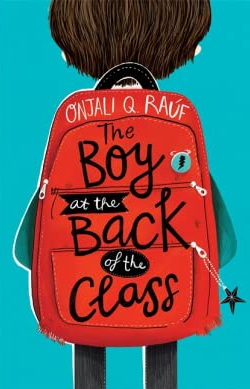 ONJALI Q. RAÚF
The
BOY
at the
BACK
of the
Class